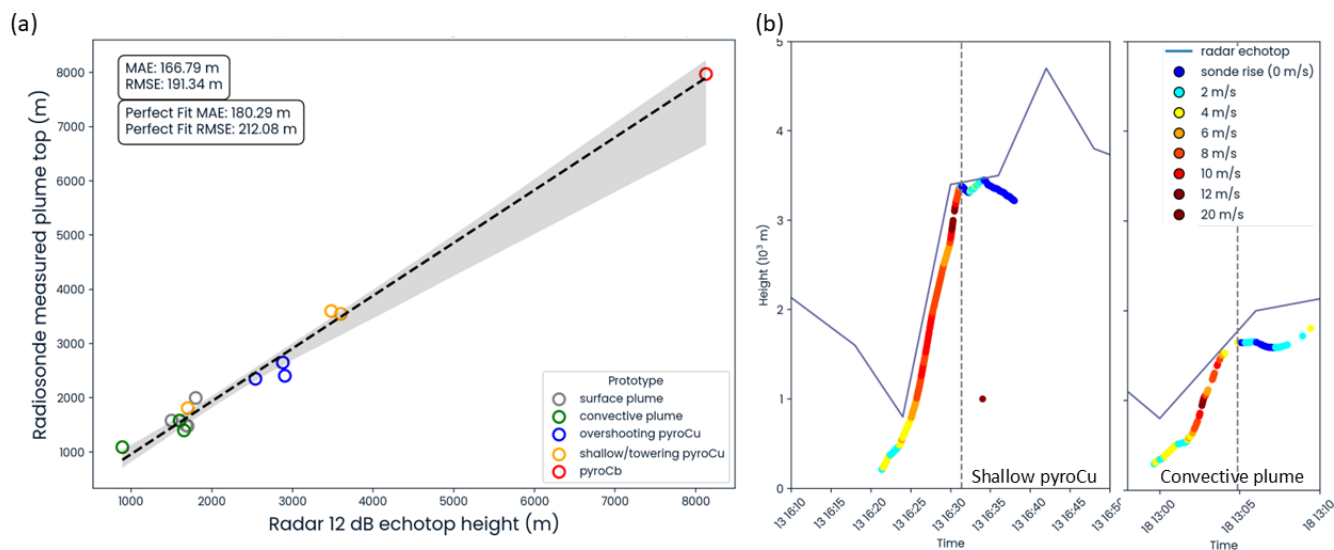 (a)
MAE: 166.79 m
RMSE: 191.34 m
Perfect Fit MAE: 180.29 m
Perfect Fit RMSE: 212.08 m
Radiosonde measured plume top (m)
8000
7000
6000
5000
4000
3000
2000
1000
Prototype
surface plume
convective plume
overshooting pyroCu
shallow/towering pyroCu
pyroCb
1000
2000
3000
4000
5000
6000
7000
8000
Radar 12 dB echotop height (m)
(b)
5
4
3
2
1
0
Height (10³ m)
Shallow pyroCu
13 16:10
13 16:15
13 16:20
13 16:25
13 16:30
13 16:35
13 16:40
13 16:45
13 16:50
Time
radar echotop
sonde rise (0 m/s)
2 m/s
4 m/s
6 m/s
8 m/s
10 m/s
12 m/s
20 m/s
Convective plume
18 13:00
18 13:05
18 13:10
Time